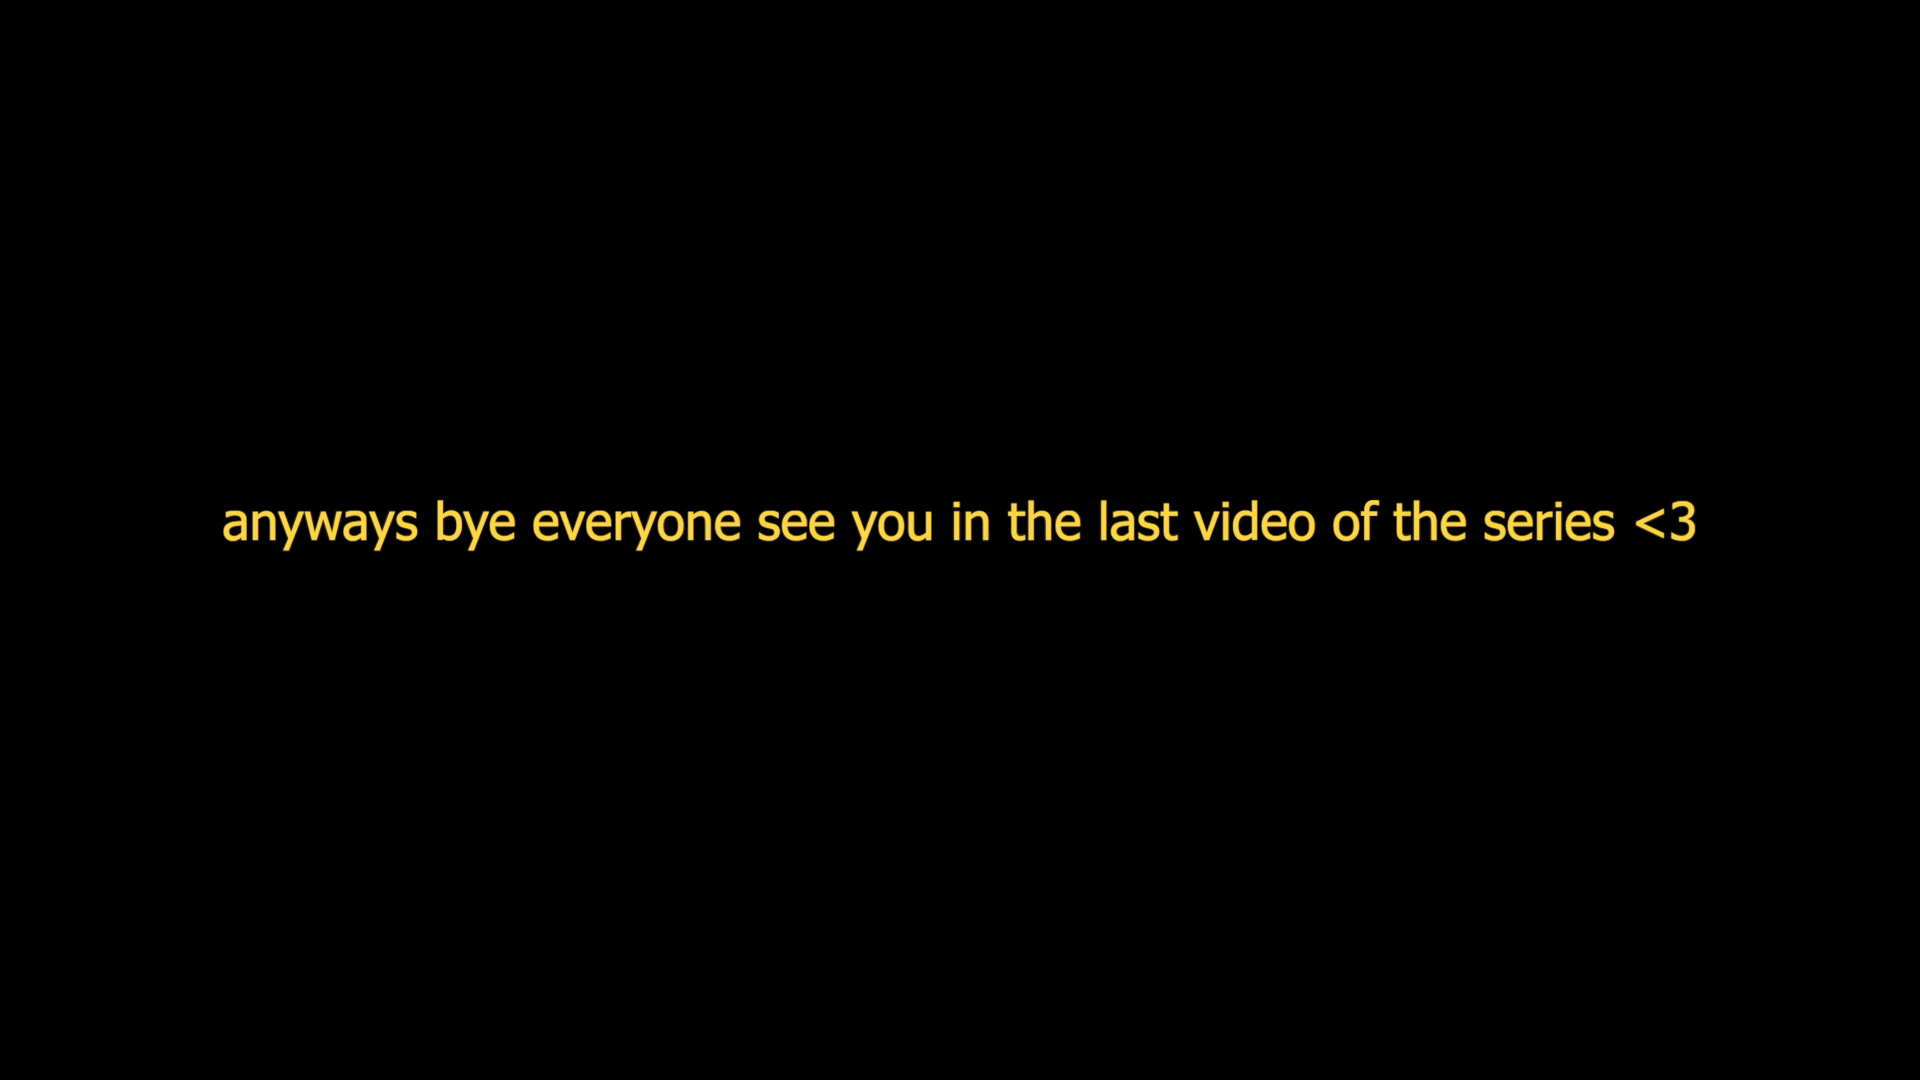 anyways bye everyone see you in the last video of the series <3